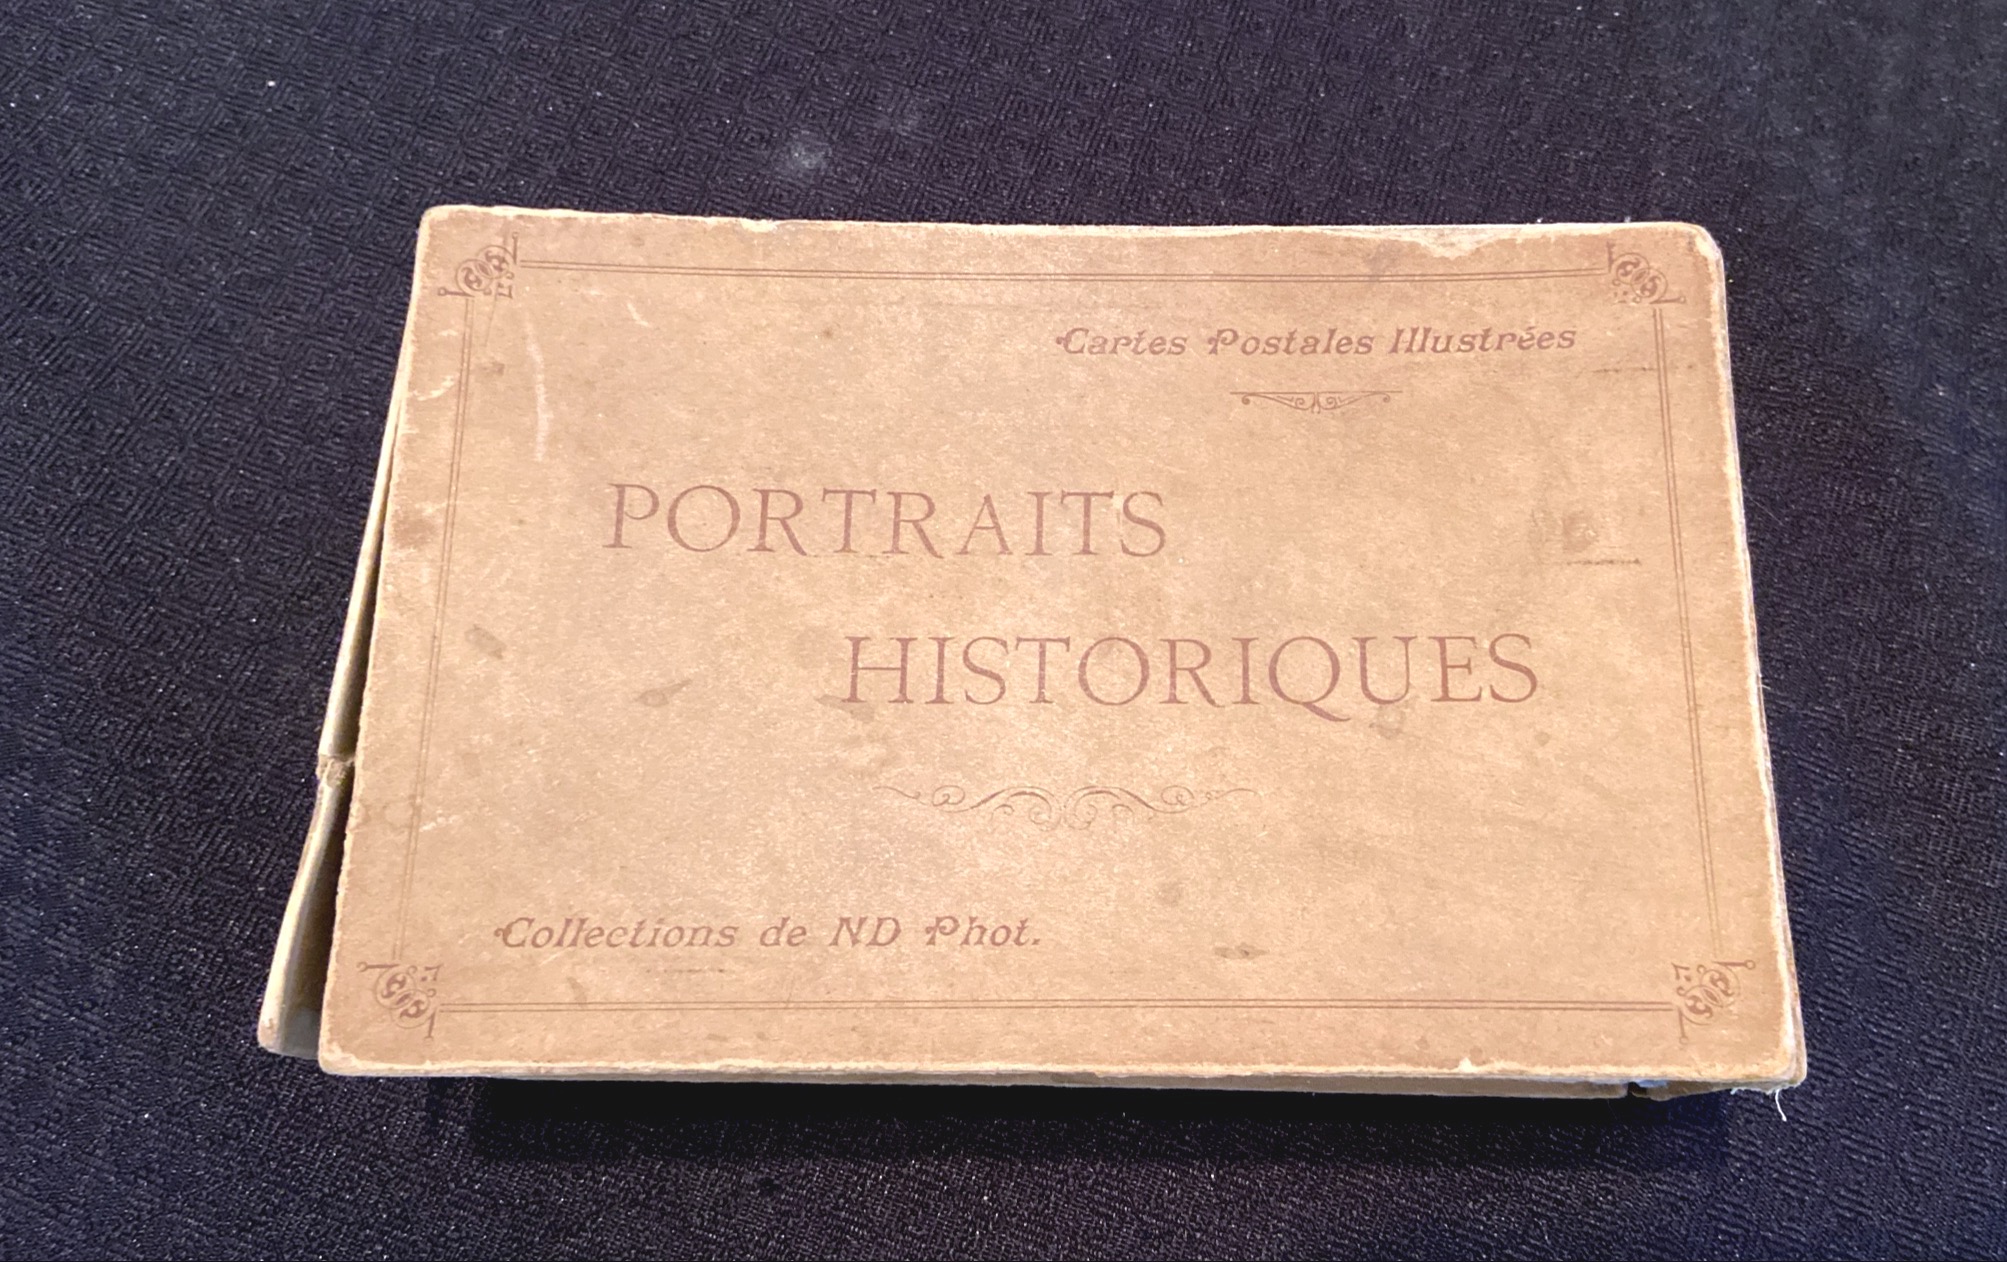 Cartes Postales Illustrées
PORTRAITS
HISTORIQUES
Collections de ND Phot.